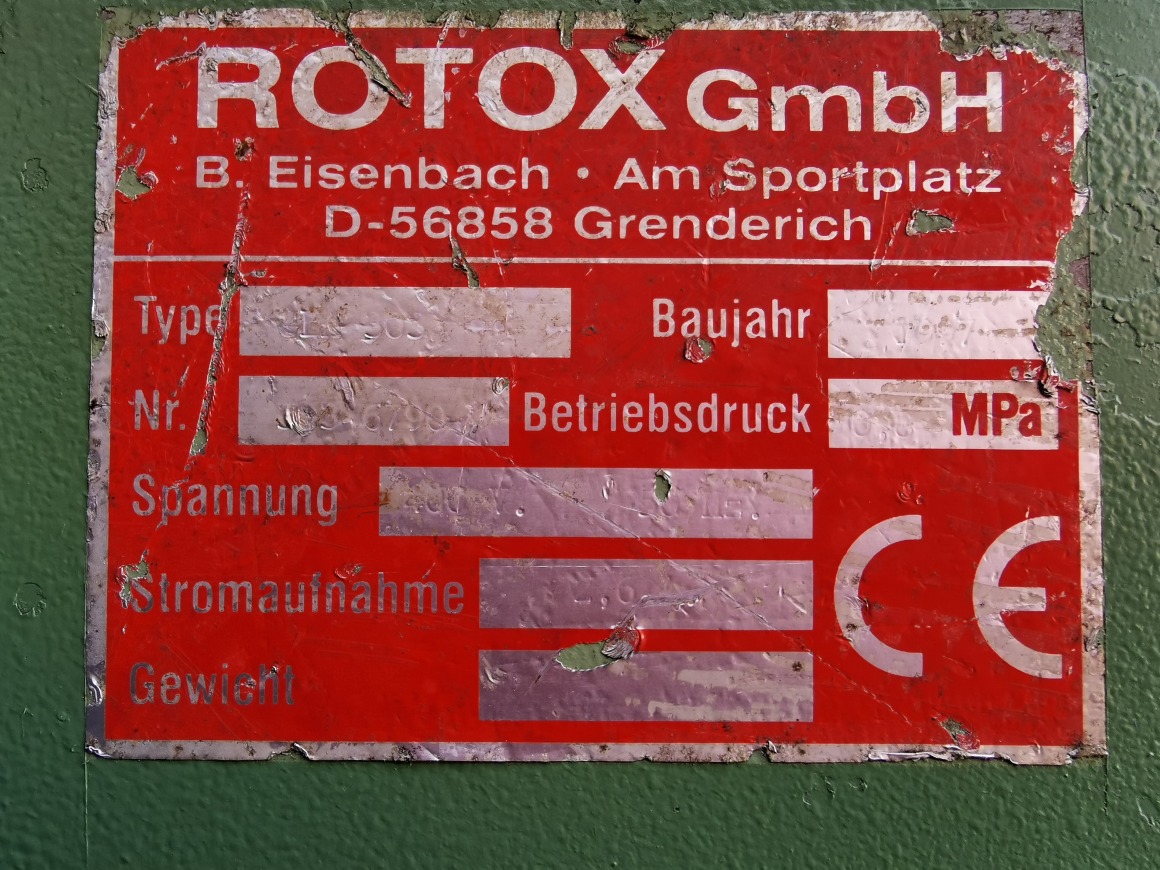 ROTOX GmbH
B. Eisenbach · Am Sportplatz
D-56858 Grenderich
Type Baujahr
Nr. Betriebsdruck MPa
Spannung
Stromaufnahme
Gewicht
CE